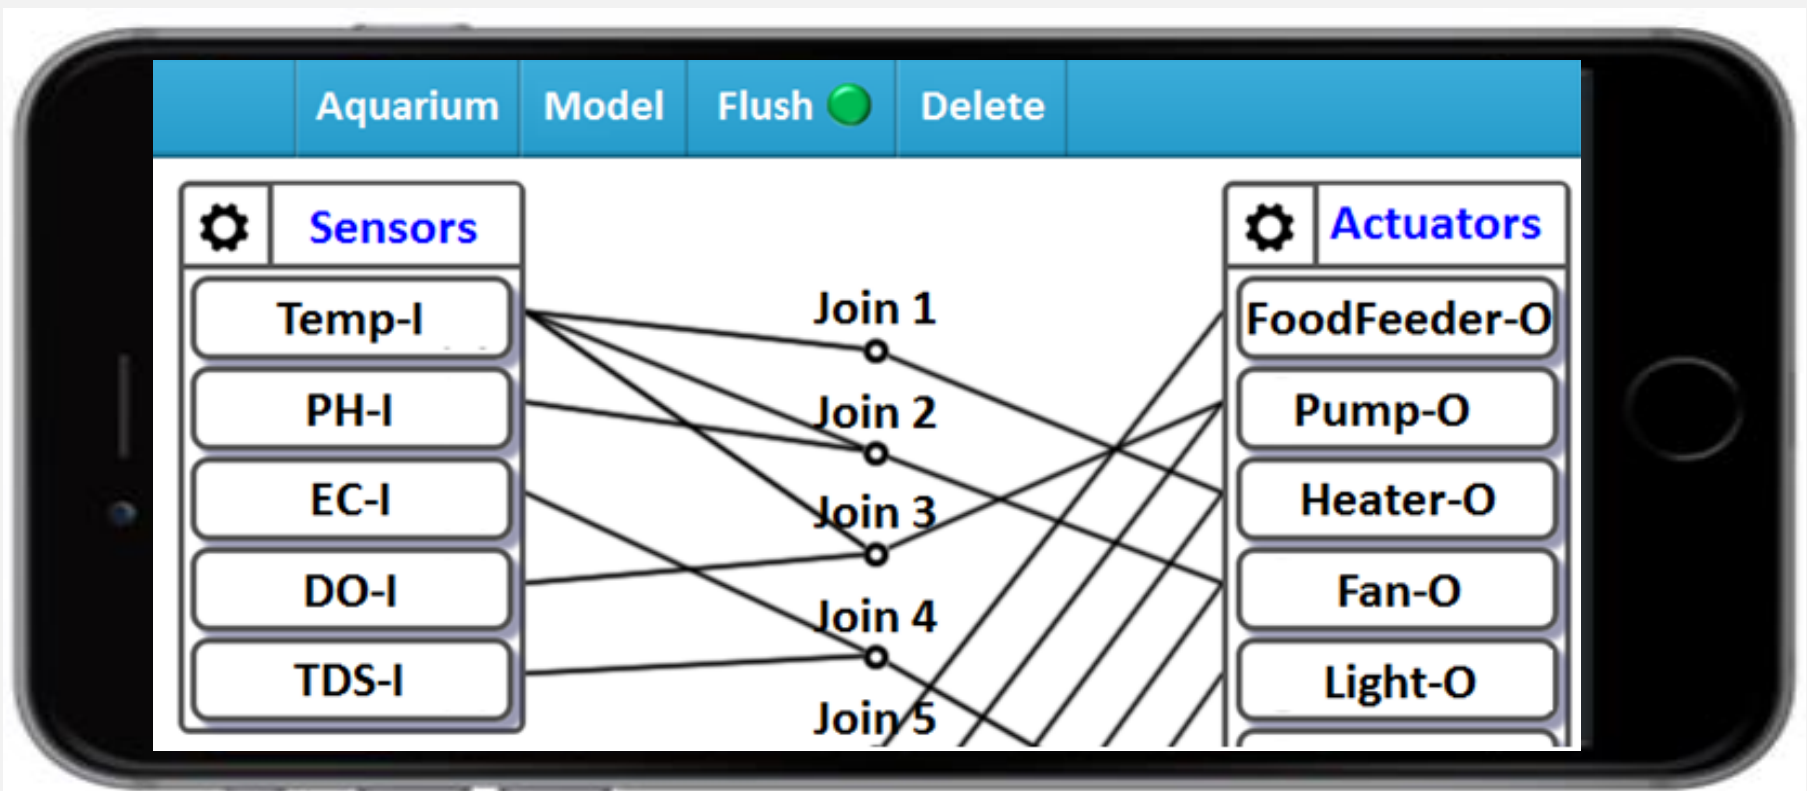 Aquarium Model Flush Delete
Sensors
Temp-I
PH-I
EC-I
DO-I
TDS-I
Join 1
Join 2
Join 3
Join 4
Join 5
Actuators
FoodFeeder-O
Pump-O
Heater-O
Fan-O
Light-O